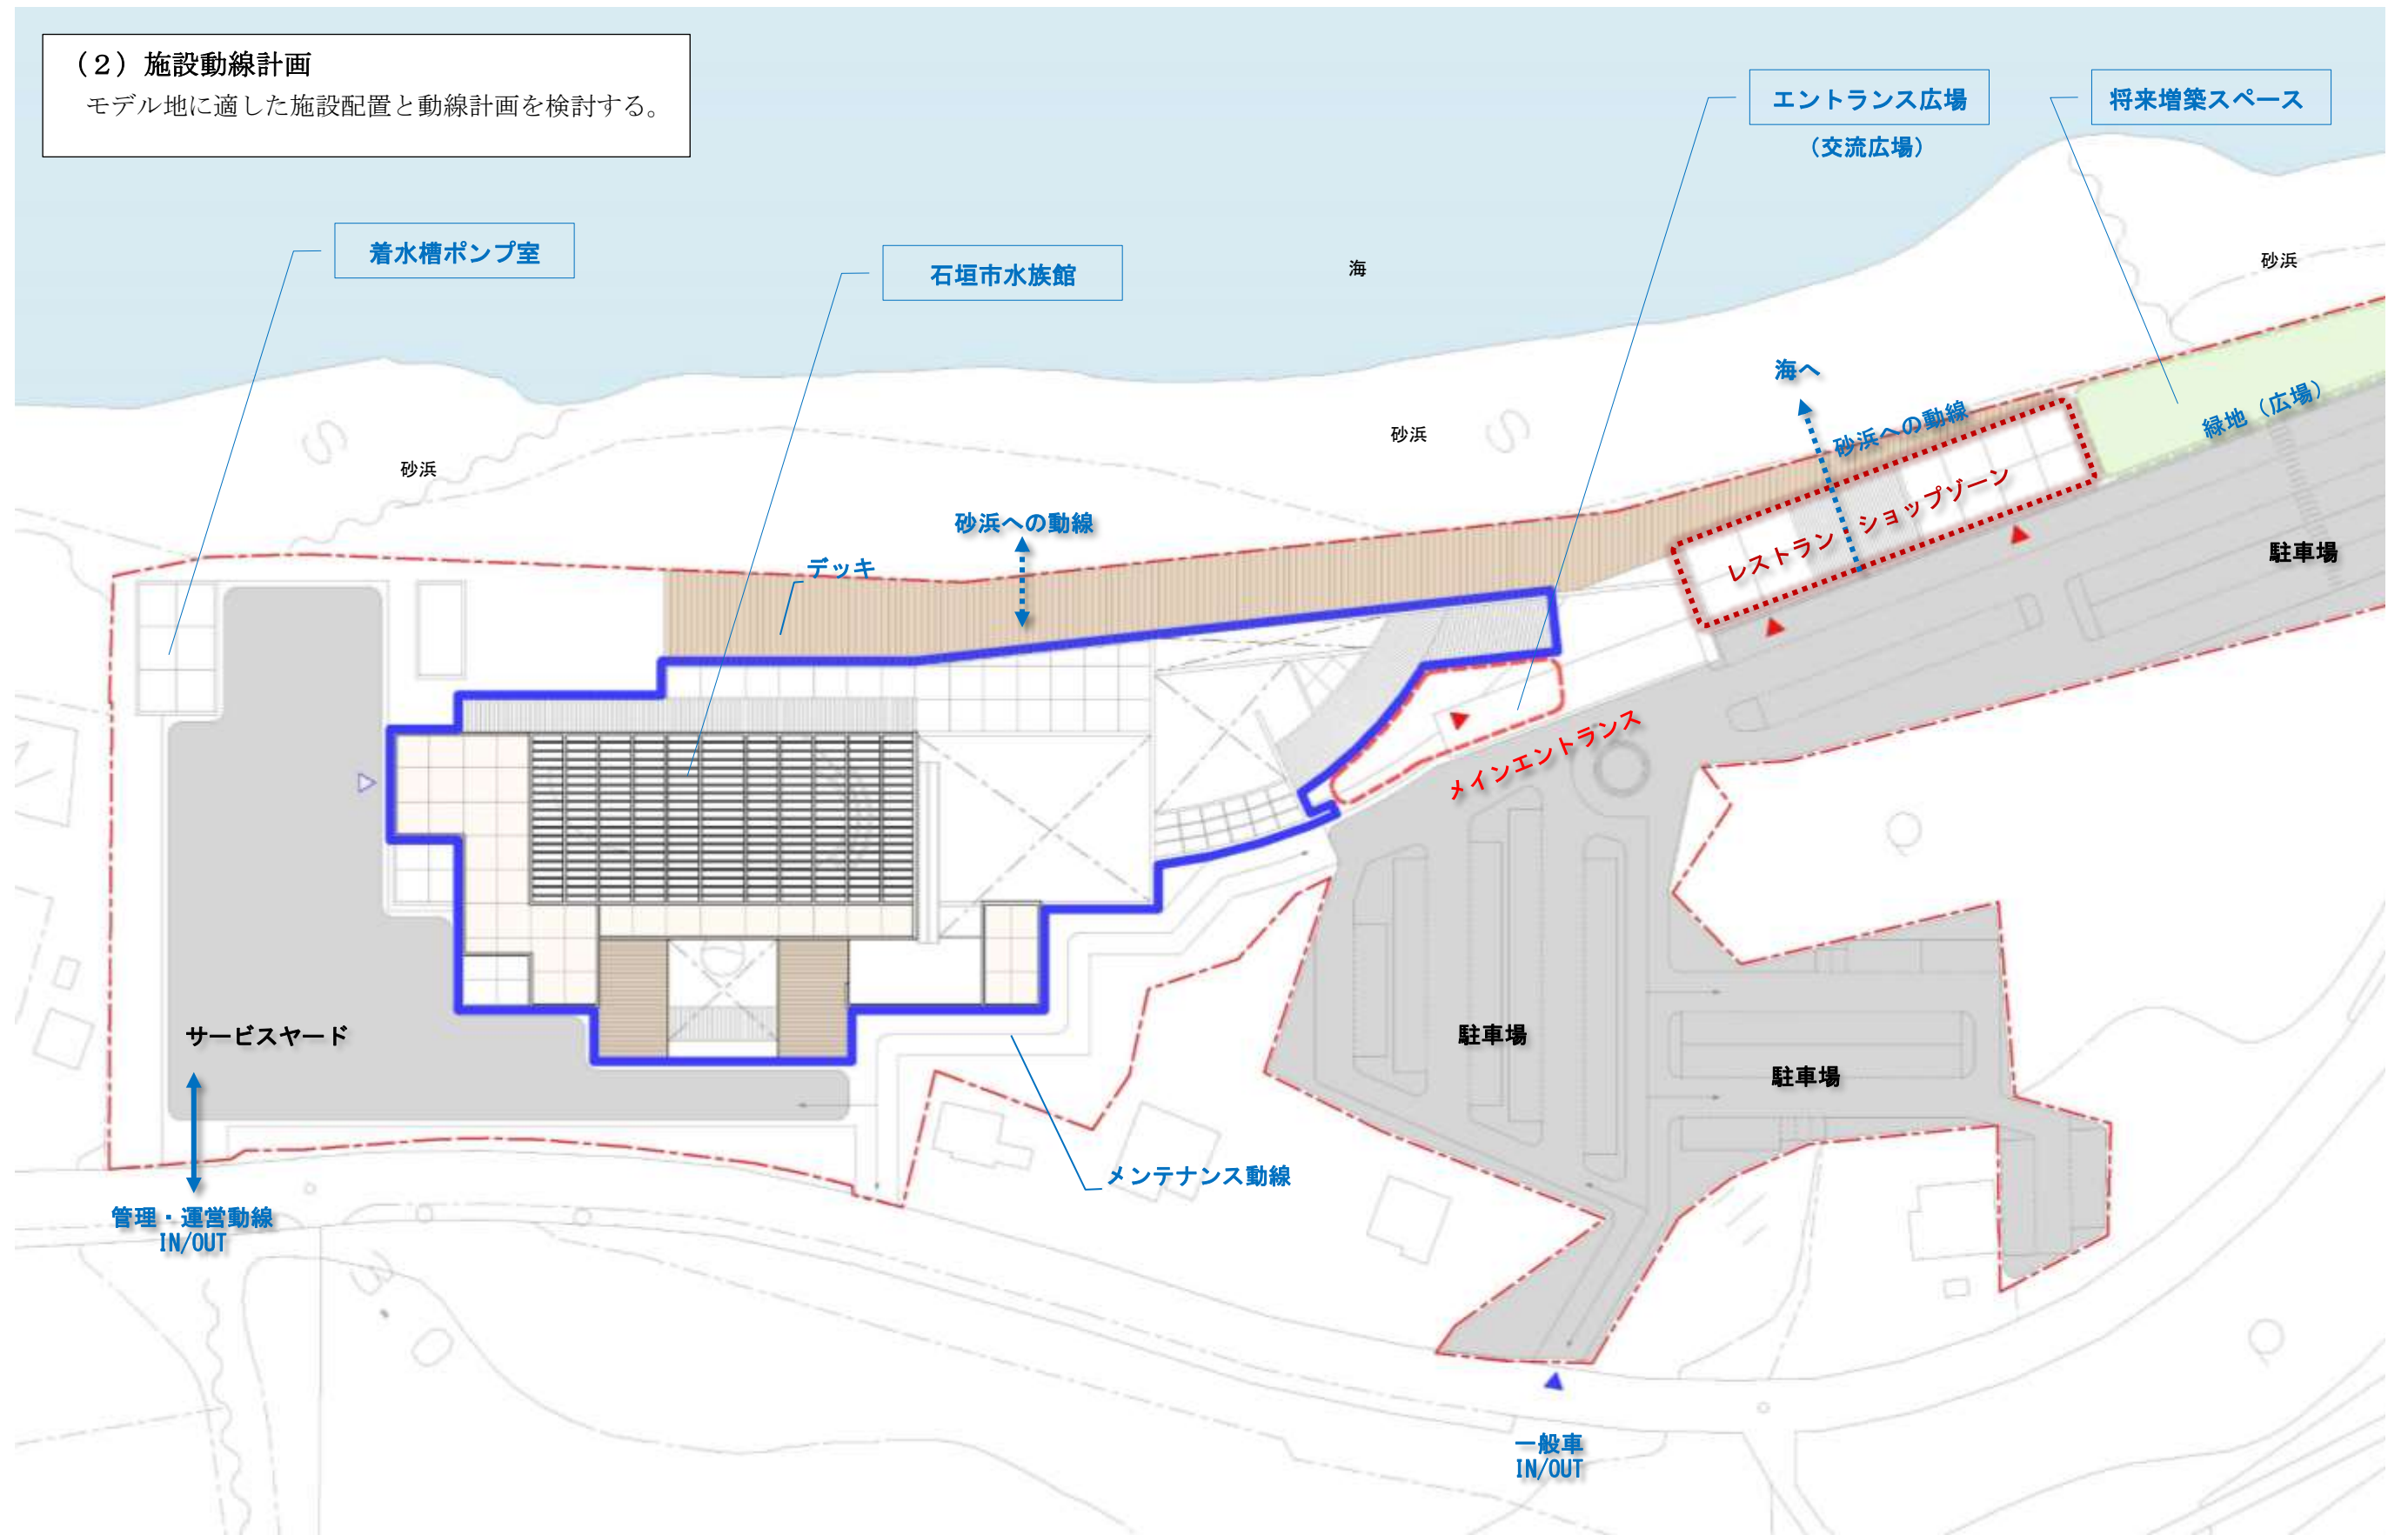 （２）施設動線計画
モデル地に適した施設配置と動線計画を検討する。
エントランス広場
（交流広場）
将来増築スペース
着水槽ポンプ室
石垣市水族館
海
砂浜
海へ
砂浜への動線
緑地（広場）
砂浜
砂浜
レストラン・ショップゾーン
砂浜への動線
デッキ
駐車場
メインエントランス
サービスヤード
駐車場
駐車場
メンテナンス動線
管理・運営動線
IN/OUT
一般車
IN/OUT